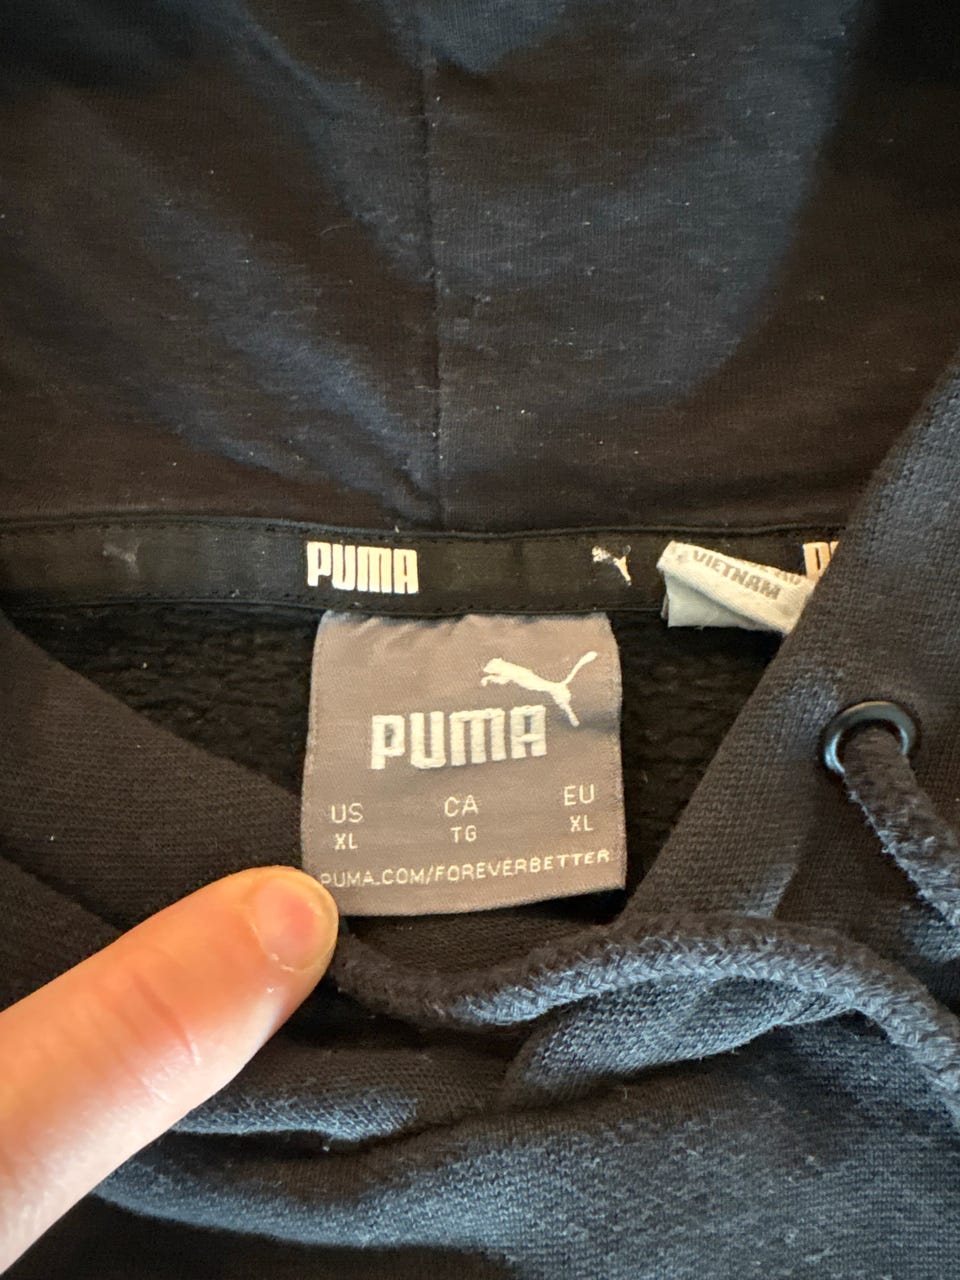 PUMA
VIETNAM
PUMA
US CA EU
XL TG XL
PUMA.COM/FOREVERBETTER